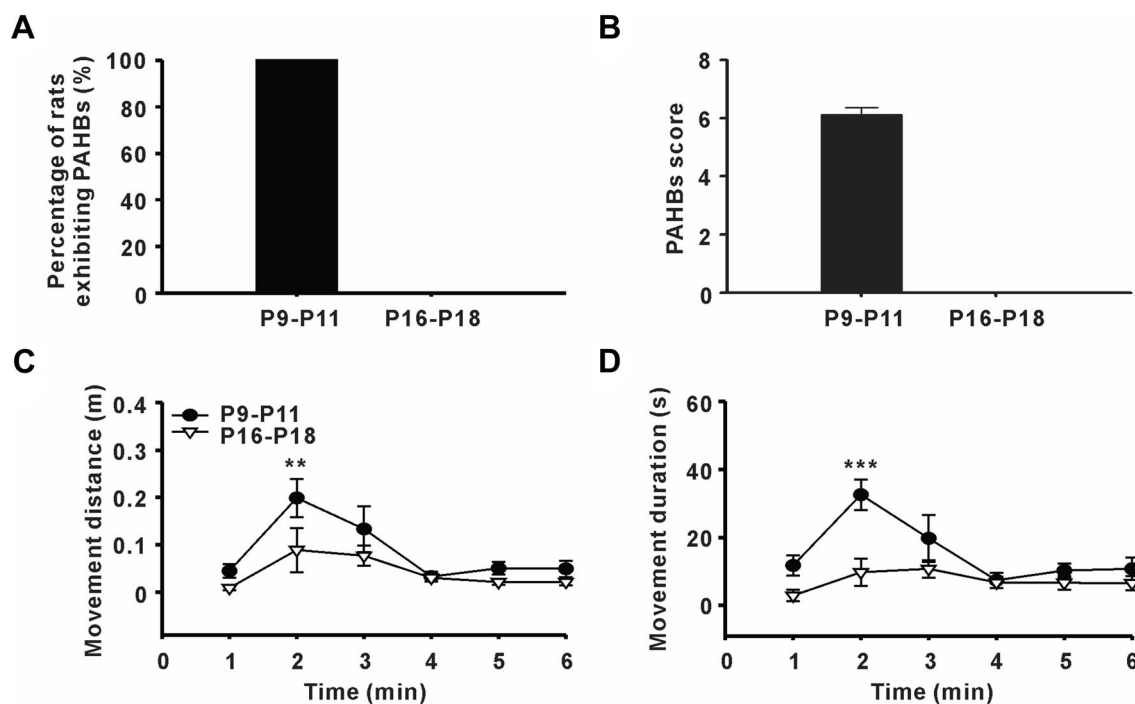 A
Percentage of rats
exhibiting PAHBs (%)
100
80
60
40
20
0
P9-P11 P16-P18
B
PAHBs score
8
6
4
2
0
P9-P11 P16-P18
C
Movement distance (m)
0.4
0.3
0.2
0.1
0
P9-P11
P16-P18
**
0 1 2 3 4 5 6
Time (min)
D
Movement duration (s)
60
40
20
0
***
0 1 2 3 4 5 6
Time (min)